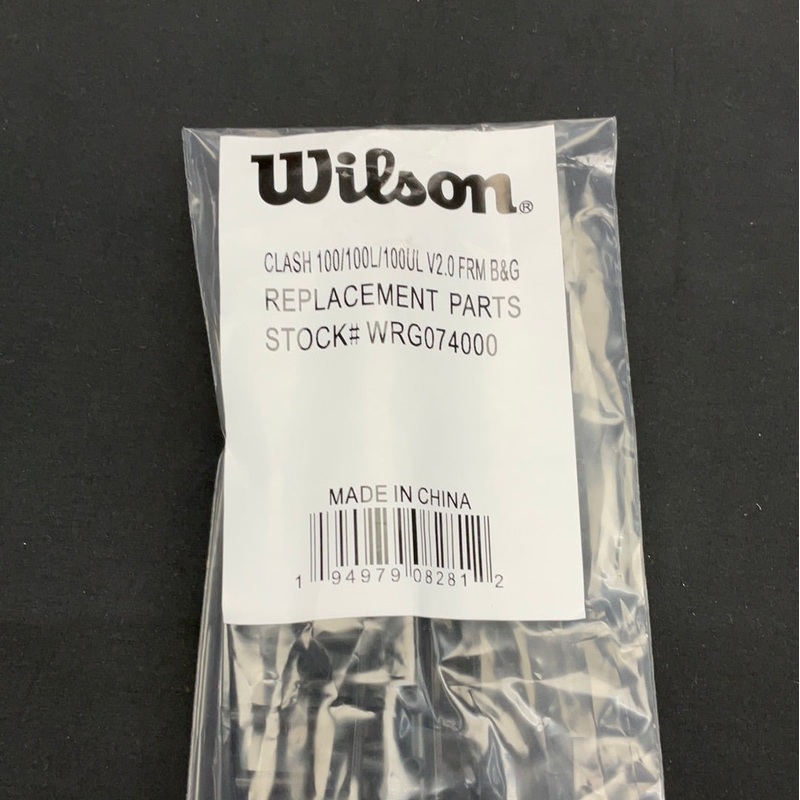 Wilson®
CLASH 100/100L/100UL V2.0 FRM B&G
REPLACEMENT PARTS
STOCK# WRG074000
MADE IN CHINA
1 94979 08281 2